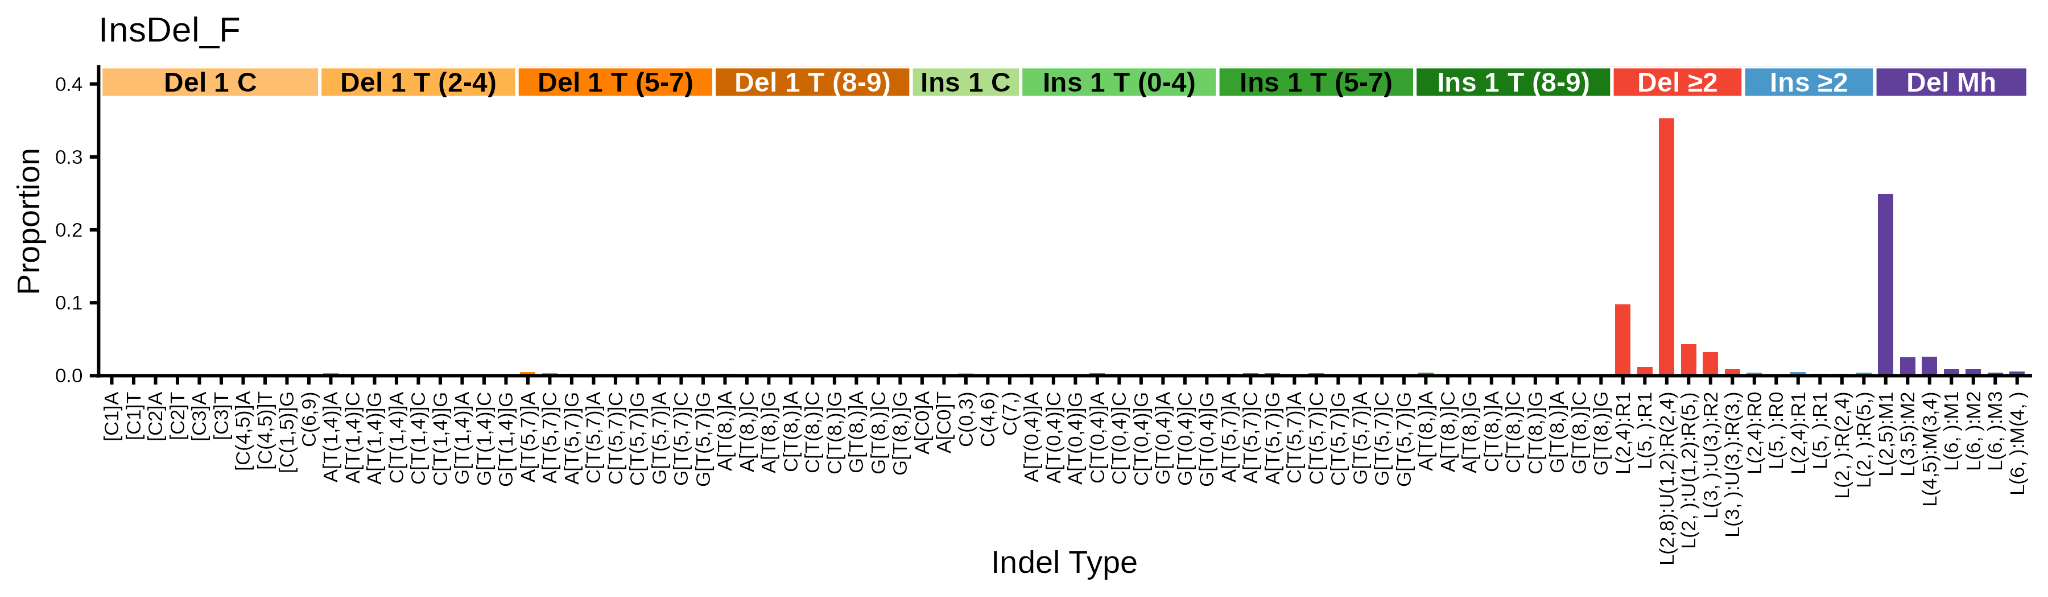 InsDel_F
Del 1 C
Del 1 T (2-4)
Del 1 T (5-7)
Del 1 T (8-9)
Ins 1 C
Ins 1 T (0-4)
Ins 1 T (5-7)
Ins 1 T (8-9)
Del ≥2
Ins ≥2
Del Mh
Proportion
0.4
0.3
0.2
0.1
0.0
[C1]A
[C1]T
[C2]A
[C2]T
[C3]A
[C3]T
[C(4,5)]A
[C(4,5)]T
[C(1,5)]G
C(6,9)
A[T(1,4)]A
A[T(1,4)]C
A[T(1,4)]G
C[T(1,4)]A
C[T(1,4)]C
C[T(1,4)]G
G[T(1,4)]A
G[T(1,4)]C
G[T(1,4)]G
A[T(5,7)]A
A[T(5,7)]C
A[T(5,7)]G
C[T(5,7)]A
C[T(5,7)]C
C[T(5,7)]G
G[T(5,7)]A
G[T(5,7)]C
G[T(5,7)]G
A[T(8,)]A
A[T(8,)]C
A[T(8,)]G
C[T(8,)]A
C[T(8,)]C
C[T(8,)]G
G[T(8,)]A
G[T(8,)]C
G[T(8,)]G
A[C0]A
A[C0]T
C(0,3)
C(4,6)
C(7,)
A[T(0,4)]A
A[T(0,4)]C
A[T(0,4)]G
C[T(0,4)]A
C[T(0,4)]C
C[T(0,4)]G
G[T(0,4)]A
G[T(0,4)]C
G[T(0,4)]G
A[T(5,7)]A
A[T(5,7)]C
A[T(5,7)]G
C[T(5,7)]A
C[T(5,7)]C
C[T(5,7)]G
G[T(5,7)]A
G[T(5,7)]C
G[T(5,7)]G
A[T(8,)]A
A[T(8,)]C
A[T(8,)]G
C[T(8,)]A
C[T(8,)]C
C[T(8,)]G
G[T(8,)]A
G[T(8,)]C
G[T(8,)]G
L(2,4):R1
L(5, ):R1
L(2,8):U(1,2):R(2,4)
L(2, ):U(1,2):R(5,)
L(3, ):U(3,):R2
L(3, ):U(3,):R(3,)
L(2,4):R0
L(5, ):R0
L(2,4):R1
L(5, ):R1
L(2, ):R(2,4)
L(2, ):R(5,)
L(2,5):M1
L(3,5):M2
L(4,5):M(3,4)
L(6, ):M1
L(6, ):M2
L(6, ):M3
L(6, ):M(4, )
Indel Type